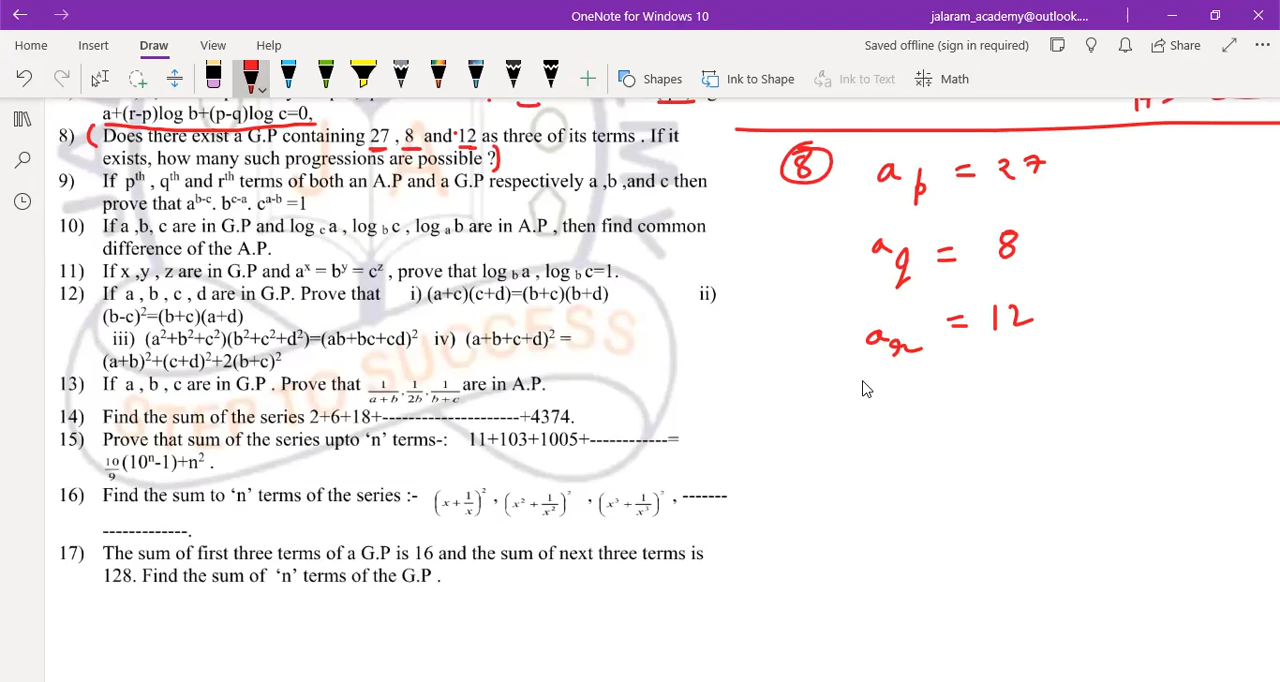 OneNote for Windows 10
jalaram_academy@outlook....
Home Insert Draw View Help
Saved offline (sign in required) Share
Shapes Ink to Shape Ink to Text Math
a+(r-p)log b+(p-q)log c=0,
8) Does there exist a G.P containing 27 , 8 and 12 as three of its terms . If it
exists, how many such progressions are possible ?
9) If pᵗʰ , qᵗʰ and rᵗʰ terms of both an A.P and a G.P respectively a ,b ,and c then
prove that aᵇ⁻ᶜ. bᶜ⁻ᵃ. cᵃ⁻ᵇ =1
10) If a ,b, c are in G.P and log c a , log b c , log a b are in A.P , then find common
difference of the A.P.
11) If x ,y , z are in G.P and aˣ = bʸ = cᶻ , prove that log b a , log b c=1.
12) If a , b , c , d are in G.P. Prove that i) (a+c)(c+d)=(b+c)(b+d) ii)
(b-c)²=(b+c)(a+d)
iii) (a²+b²+c²)(b²+c²+d²)=(ab+bc+cd)² iv) (a+b+c+d)² =
(a+b)²+(c+d)²+2(b+c)²
13) If a , b , c are in G.P . Prove that 1/(a+b), 1/2b, 1/(b+c) are in A.P.
14) Find the sum of the series 2+6+18+----------------------+4374.
15) Prove that sum of the series upto ‘n’ terms-: 11+103+1005+------------=
10/9 (10ⁿ-1)+n² .
16) Find the sum to ‘n’ terms of the series :- (x+1/x)² , (x²+1/x²)² , (x³+1/x³)² , -------
-------------.
17) The sum of first three terms of a G.P is 16 and the sum of next three terms is
128. Find the sum of ‘n’ terms of the G.P .
8 aₚ = 27
a_q = 8
aᵣ = 12